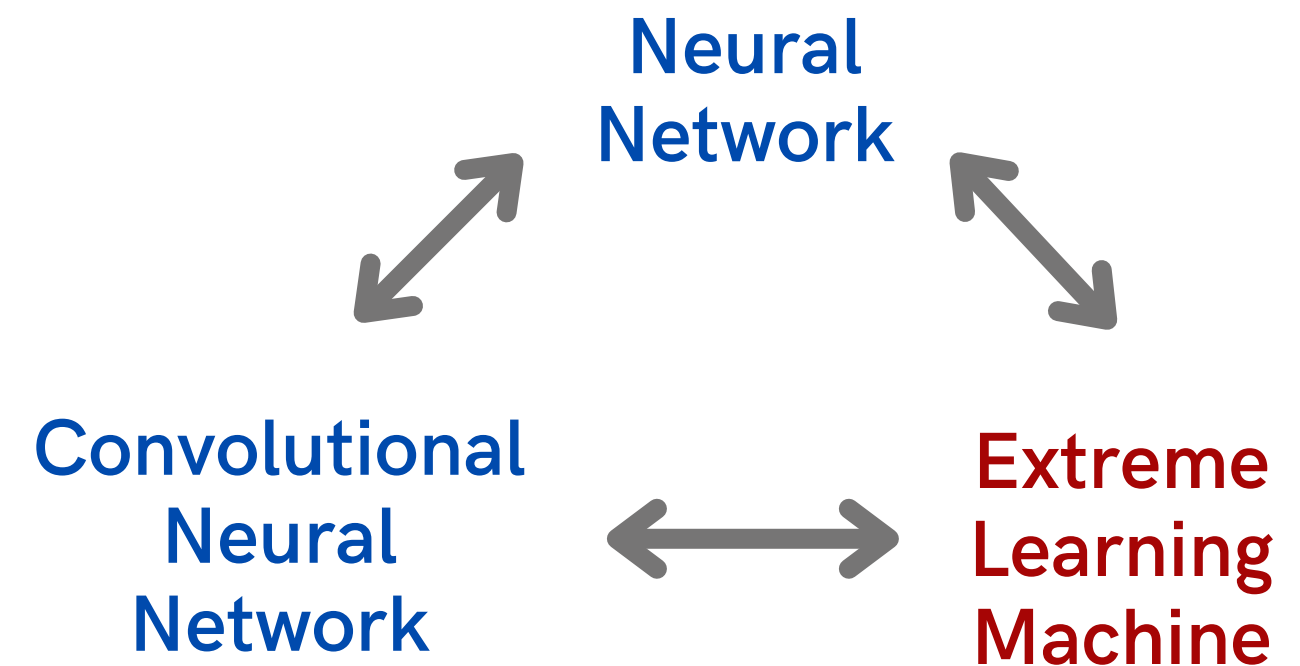 Neural
Network
Convolutional
Neural
Network
Extreme
Learning
Machine